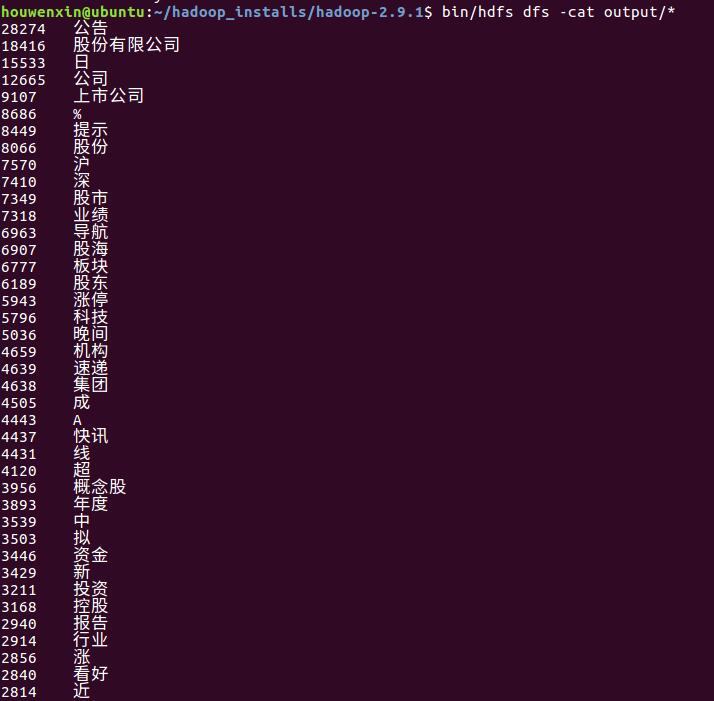 houwenxin@ubuntu:~/hadoop_installs/hadoop-2.9.1$ bin/hdfs dfs -cat output/*
28274 公告
18416 股份有限公司
15533 日
12665 公司
9107 上市公司
8686 %
8449 提示
8066 股份
7570 沪
7410 深
7349 股市
7318 业绩
6963 导航
6907 股海
6777 板块
6189 股东
5943 涨停
5796 科技
5036 晚间
4659 机构
4639 速递
4638 集团
4505 成
4443 A
4437 快讯
4431 线
4120 超
3956 概念股
3893 年度
3539 中
3503 拟
3446 资金
3429 新
3211 投资
3168 控股
2940 报告
2914 行业
2856 涨
2840 看好
2814 近